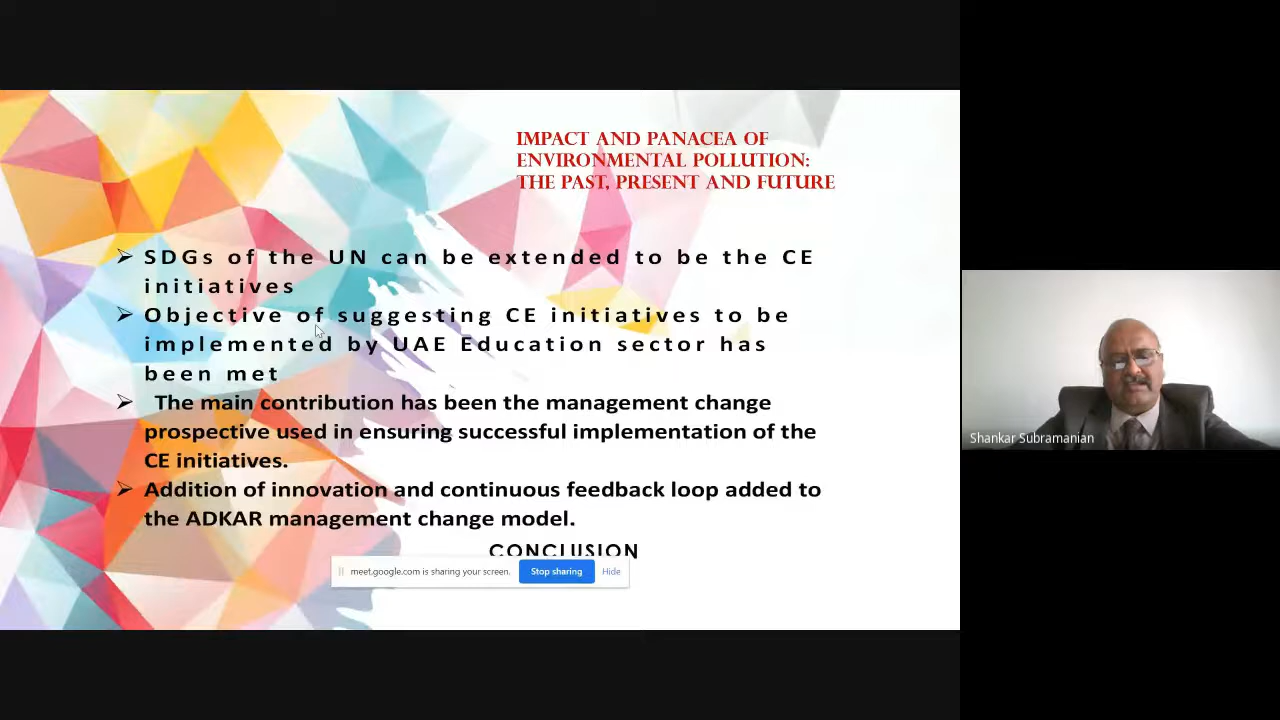 IMPACT AND PANACEA OF
ENVIRONMENTAL POLLUTION:
THE PAST, PRESENT AND FUTURE
SDGs of the UN can be extended to be the CE
initiatives
Objective of suggesting CE initiatives to be
implemented by UAE Education sector has
been met
The main contribution has been the management change
prospective used in ensuring successful implementation of the
CE initiatives.
Addition of innovation and continuous feedback loop added to
the ADKAR management change model.
CONCLUSION
meet.google.com is sharing your screen. Stop sharing Hide
Shankar Subramanian